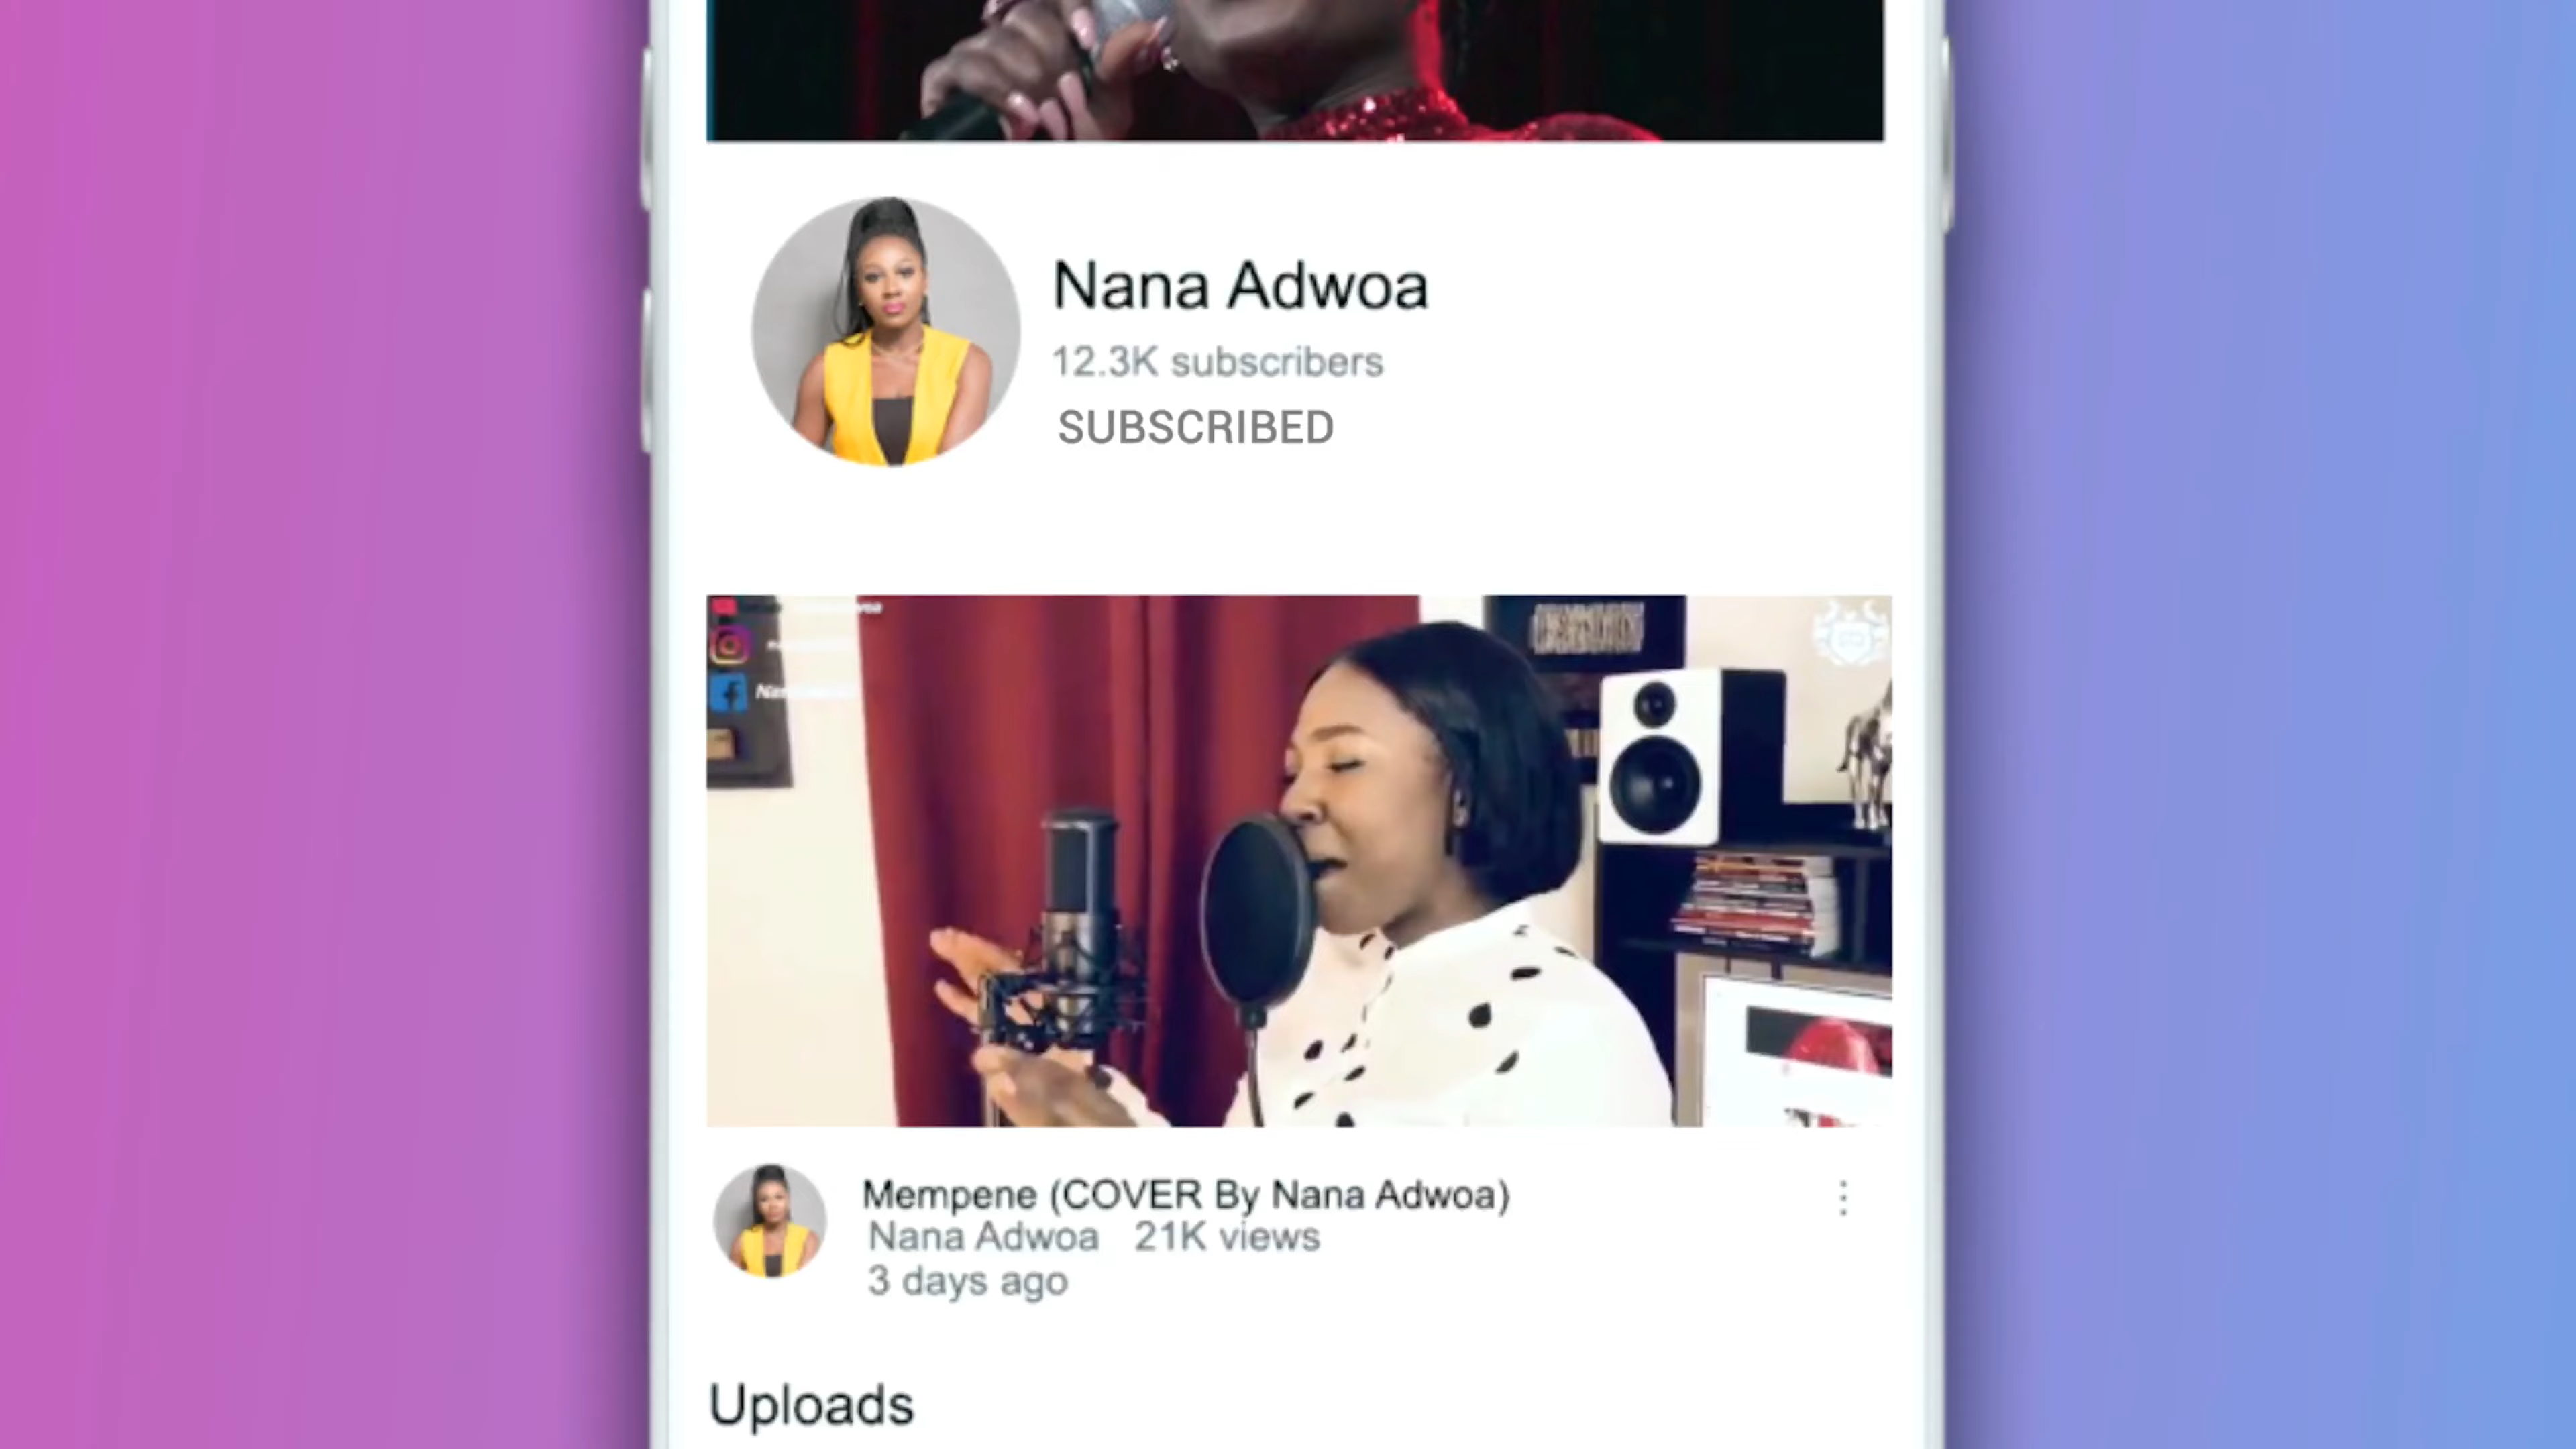 Nana Adwoa
12.3K subscribers
SUBSCRIBED
Mempene (COVER By Nana Adwoa)
Nana Adwoa 21K views
3 days ago
Uploads